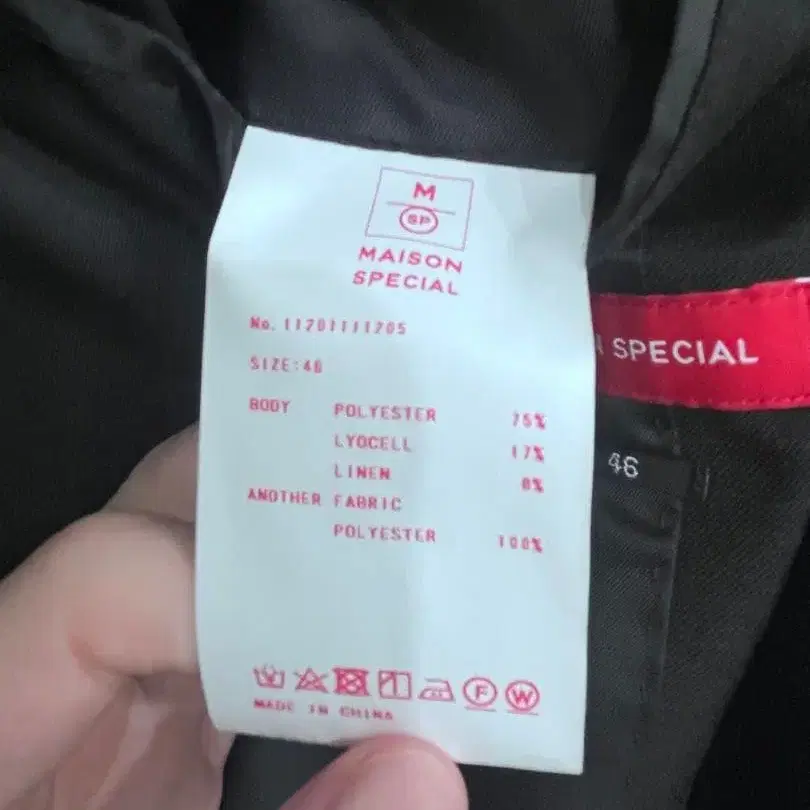 M
SP
MAISON
SPECIAL
No. 11201111205
SIZE:46
BODY POLYESTER 75%
LYOCELL 17%
LINEN 8%
ANOTHER FABRIC
POLYESTER 100%
F W
MADE IN CHINA
SPECIAL
46